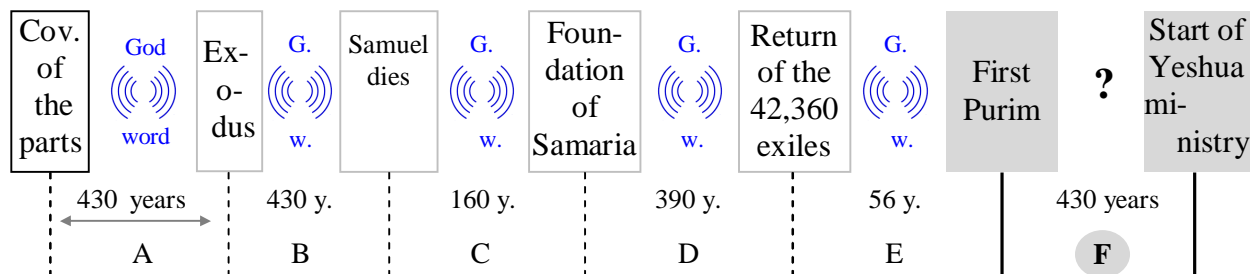 Cov.
of
the
parts
God
word
Ex-
o-
dus
G.
w.
Samuel
dies
G.
w.
Foun-
dation
of
Samaria
G.
w.
Return
of the
42,360
exiles
G.
w.
First
Purim
?
Start of
Yeshua
mi-
nistry
430 years
430 y.
160 y.
390 y.
56 y.
430 years
A
B
C
D
E
F